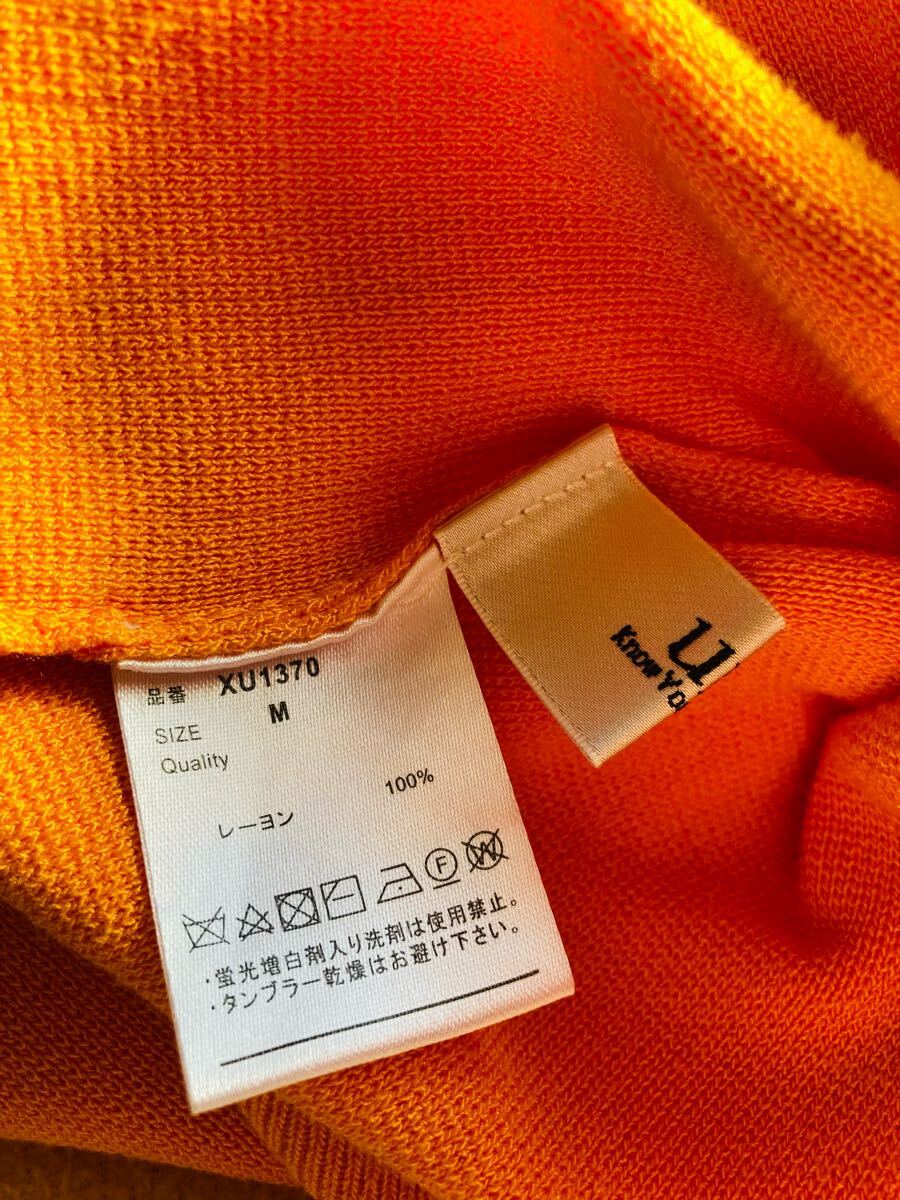 品番 XU1370
SIZE M
Quality
レーヨン 100%
F W
・蛍光増白剤入り洗剤は使用禁止。
・タンブラー乾燥はお避け下さい。
Know Yo